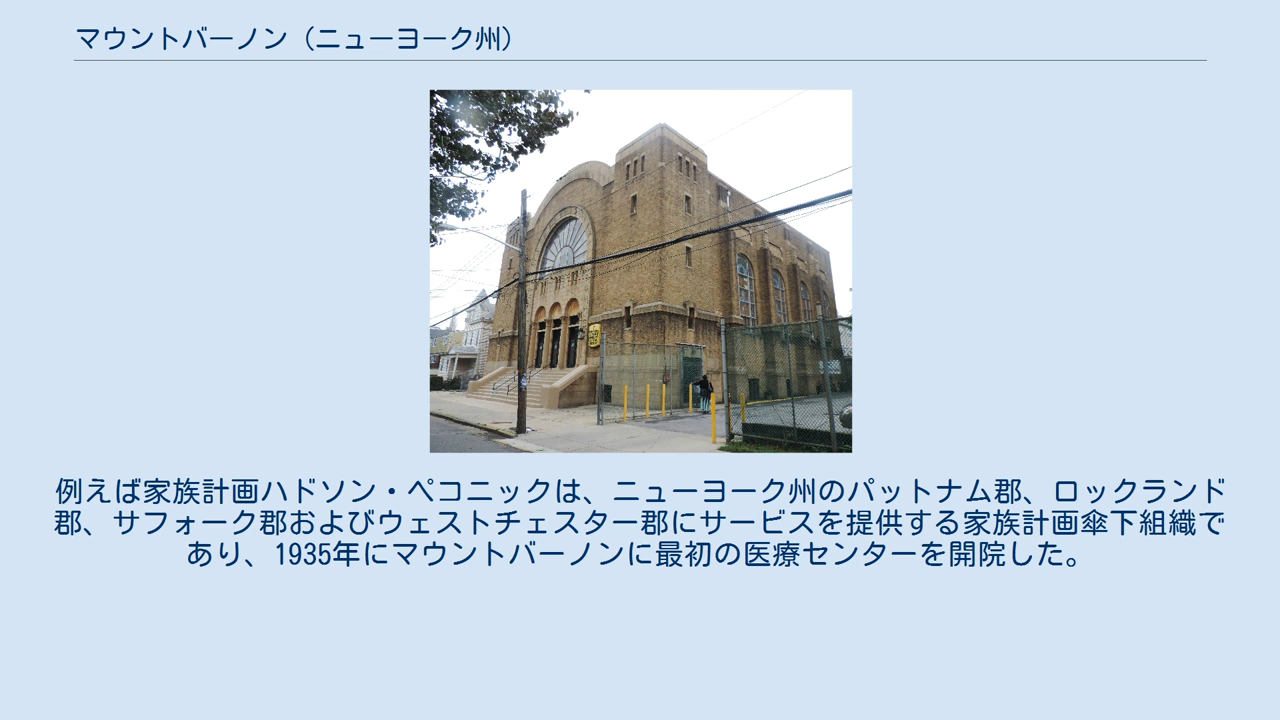 マウントバーノン（ニューヨーク州）
例えば家族計画ハドソン・ペコニックは、ニューヨーク州のパットナム郡、ロックランド
郡、サフォーク郡およびウェストチェスター郡にサービスを提供する家族計画傘下組織で
あり、1935年にマウントバーノンに最初の医療センターを開院した。